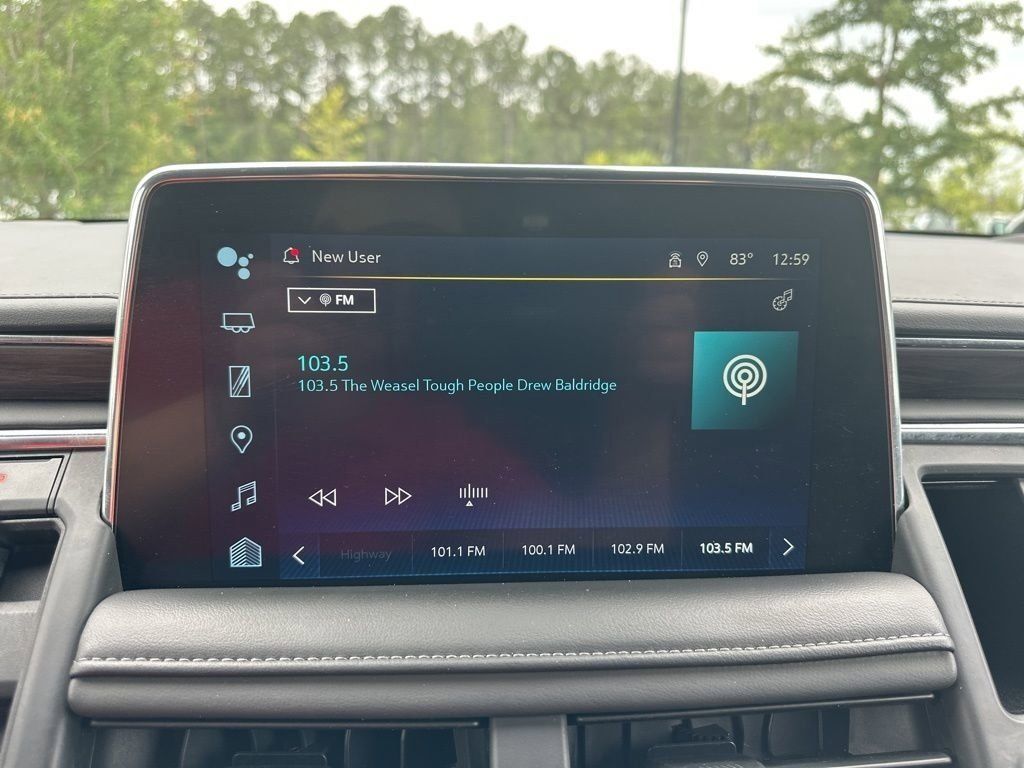 New User 83° 12:59
FM
103.5
103.5 The Weasel Tough People Drew Baldridge
Highway 101.1 FM 100.1 FM 102.9 FM 103.5 FM